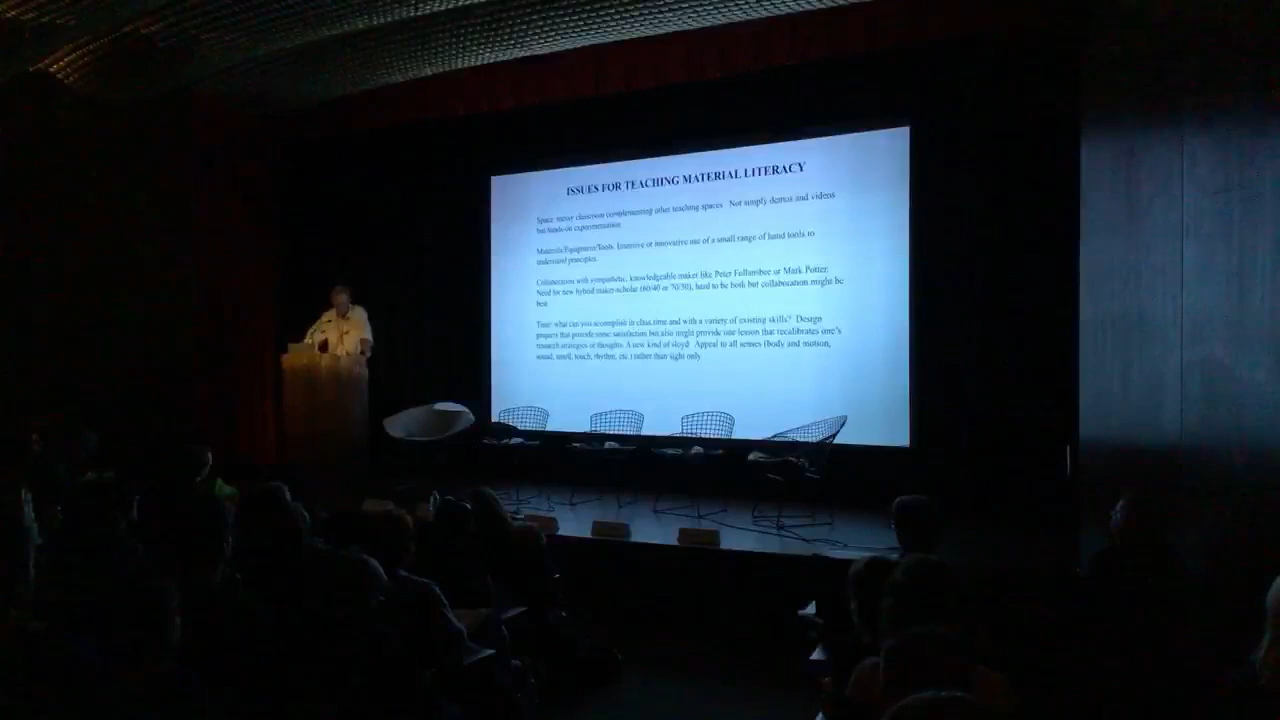 ISSUES FOR TEACHING MATERIAL LITERACY
Space: messy classroom complementing other teaching spaces. Not simply demos and videos
but hands-on experimentation
Materials/Equipment/Tools. Intensive or innovative use of a small range of hand tools to
understand principles.
Collaboration with sympathetic, knowledgeable maker like Peter Follansbee or Mark Potter.
Need for new hybrid maker-scholar (60/40 or 70/30), hard to be both but collaboration might be
best
Time: what can you accomplish in class time and with a variety of existing skills? Design
projects that provide some satisfaction but also might provide one lesson that recalibrates one's
research strategies or thoughts. A new kind of sloyd. Appeal to all senses (body and motion,
sound, smell, touch, rhythm, etc.) rather than sight only